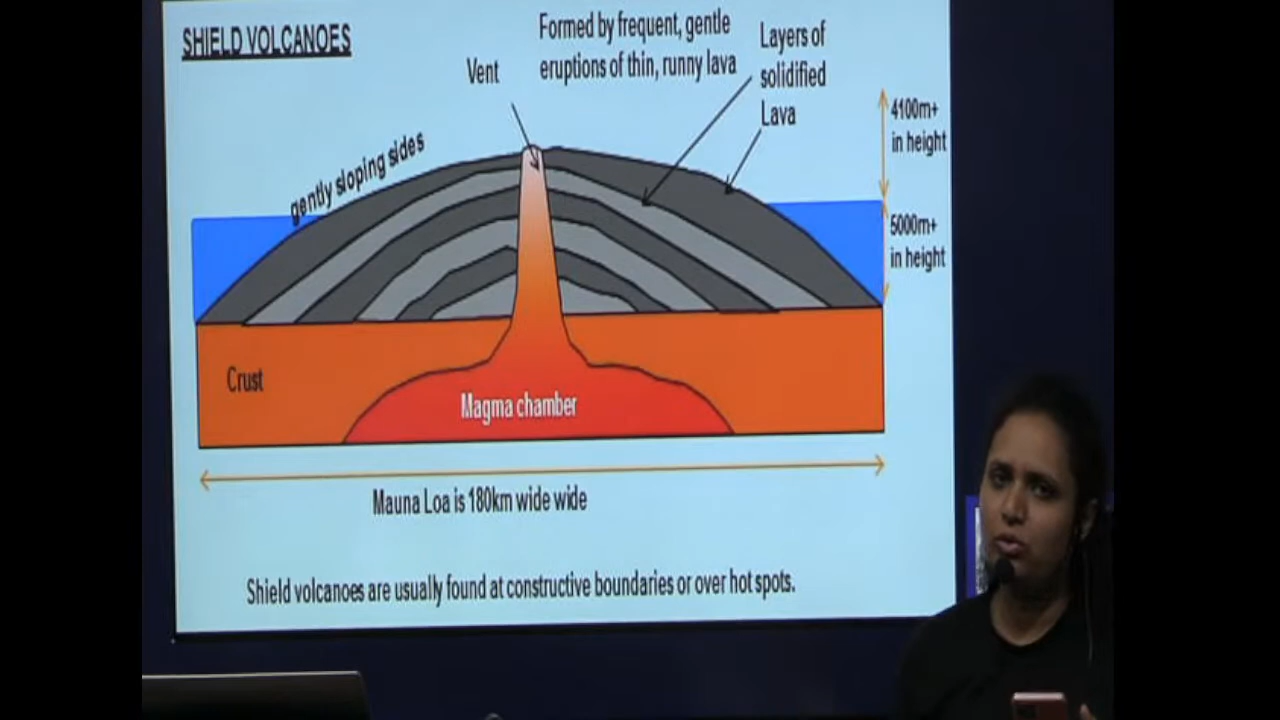 SHIELD VOLCANOES
Formed by frequent, gentle
eruptions of thin, runny lava
Vent
Layers of
solidified
Lava
4100m+
in height
gently sloping sides
5000m+
in height
Crust
Magma chamber
Mauna Loa is 180km wide wide
Shield volcanoes are usually found at constructive boundaries or over hot spots.